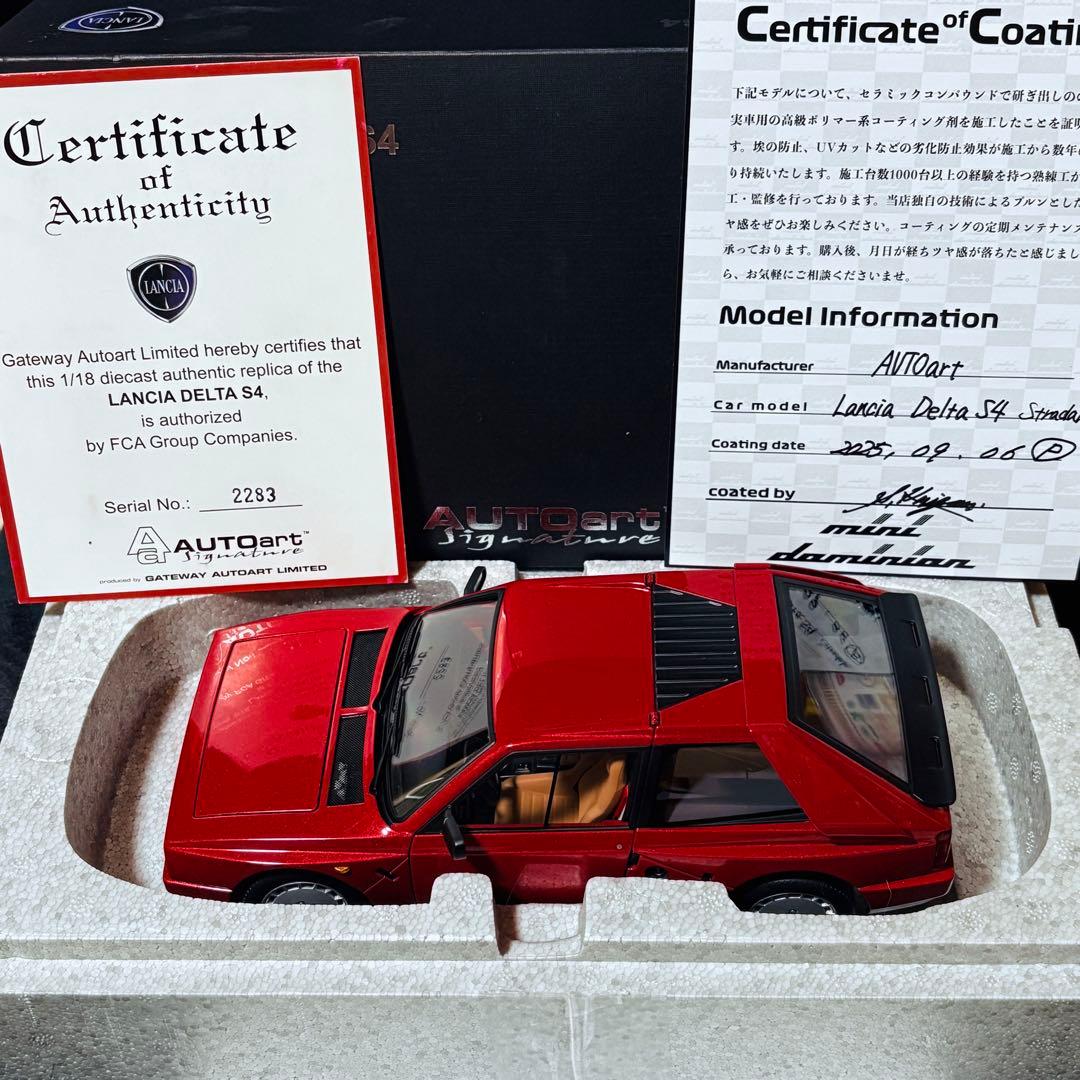 LANCIA
S4
Certificate
of
Authenticity
LANCIA
Gateway Autoart Limited hereby certifies that
this 1/18 diecast authentic replica of the
LANCIA DELTA S4,
is authorized
by FCA Group Companies.
Serial No.: 2283
AUTOart™
Signature
produced by GATEWAY AUTOART LIMITED
AUTOart™
Signature
Certificate of Coati
下記モデルについて、セラミックコンパウンドで研ぎ出しのの
実車用の高級ポリマー系コーティング剤を施工したことを証明
す。埃の防止、UVカットなどの劣化防止効果が施工から数年
り持続いたします。施工台数1000台以上の経験を持つ熟練工が
工・監修を行っております。当店独自の技術によるプルンとした
ヤ感をぜひお楽しみください。コーティングの定期メンテナンス
承っております。購入後、月日が経ちツヤ感が落ちたと感じまし
ら、お気軽にご相談くださいませ。
Model Information
Manufacturer AUTOart
Car model Lancia Delta S4 Strada
Coating date 2025. 09. 06 P
coated by
mini
dominian